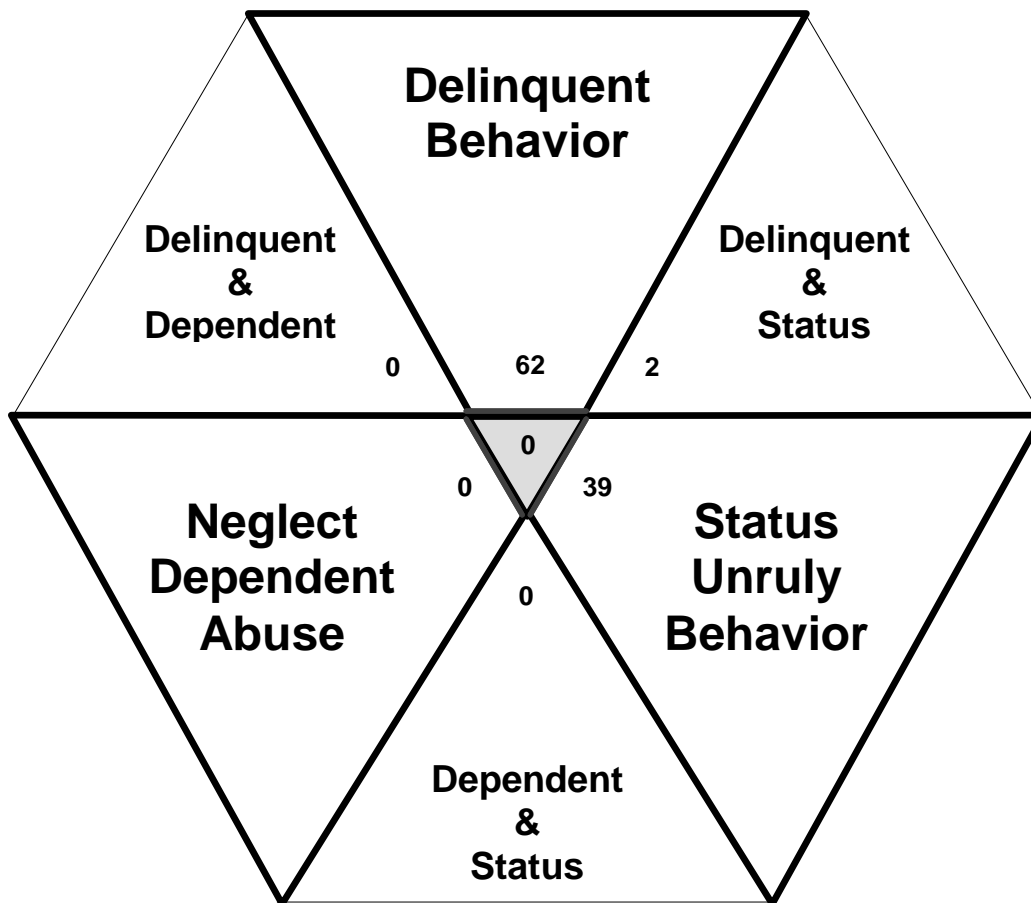 Delinquent
Behavior
Delinquent
&
Dependent
Delinquent
&
Status
0
62
2
0
0
39
Neglect
Dependent
Abuse
Status
Unruly
Behavior
0
Dependent
&
Status